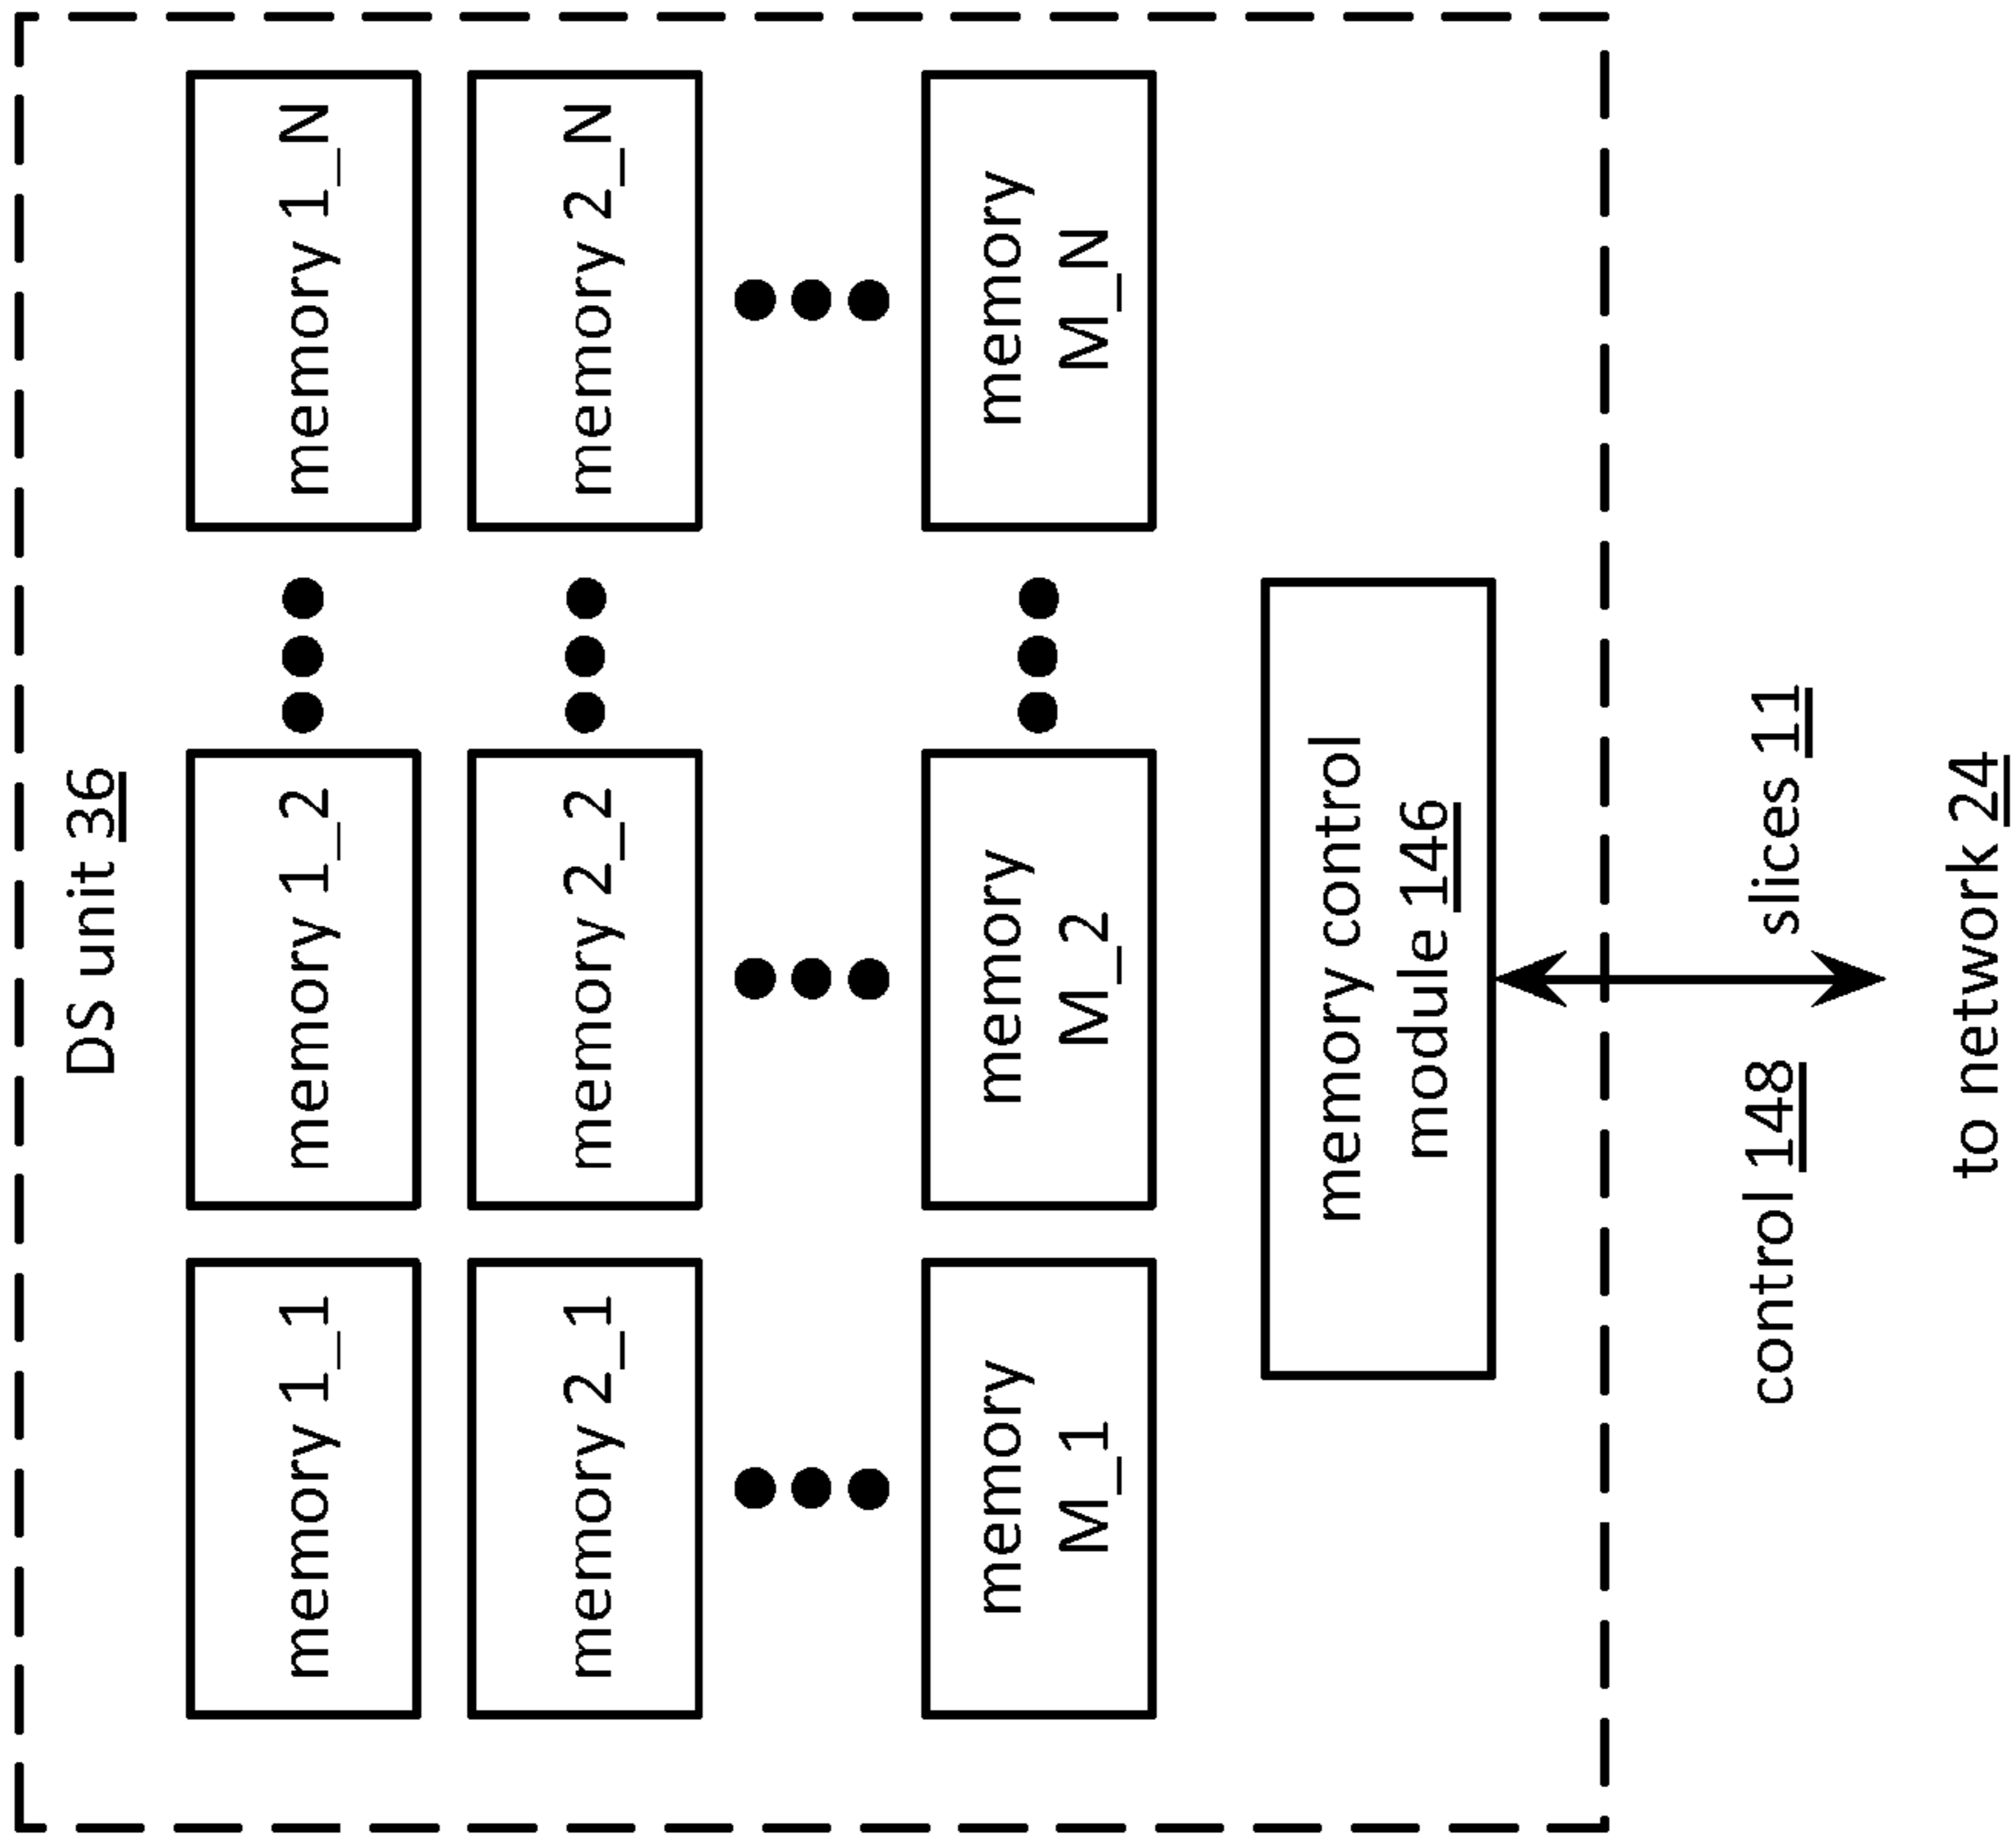 DS unit 36
memory 1_1
memory 1_2
memory 1_N
memory 2_1
memory 2_2
memory 2_N
memory
M_1
memory
M_2
memory
M_N
memory control
module 146
control 148
slices 11
to network 24